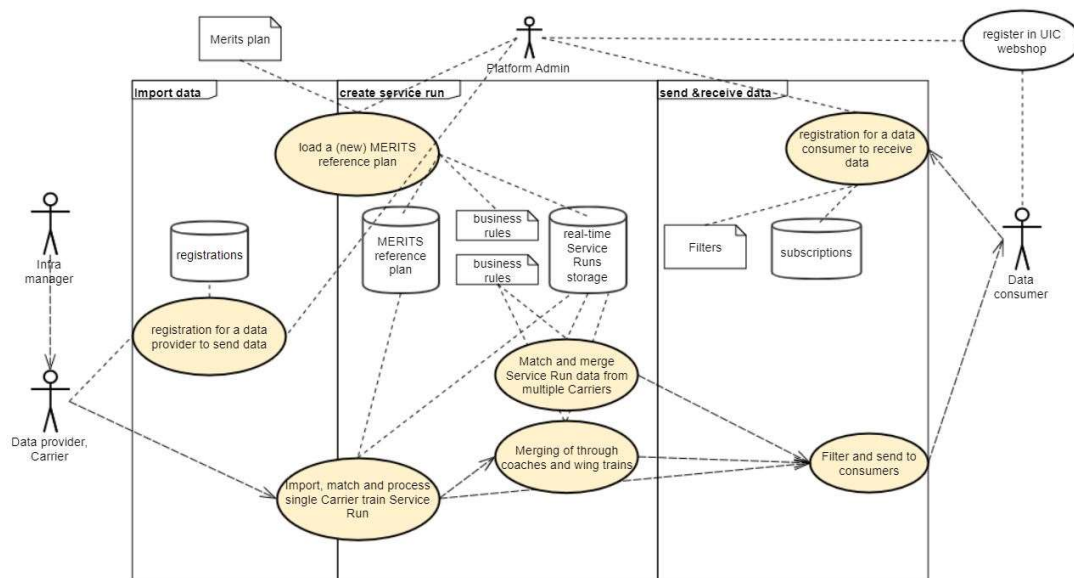 Merits plan
Platform Admin
register in UIC
webshop
Import data
create service run
send &receive data
load a (new) MERITS
reference plan
registration for a data
consumer to receive
data
Infra
manager
registrations
MERITS
reference
plan
business
rules
business
rules
real-time
Service
Runs
storage
Filters
subscriptions
Data
consumer
registration for a data
provider to send data
Match and merge
Service Run data from
multiple Carriers
Data provider,
Carrier
Merging of through
coaches and wing trains
Filter and send to
consumers
Import, match and process
single Carrier train Service
Run